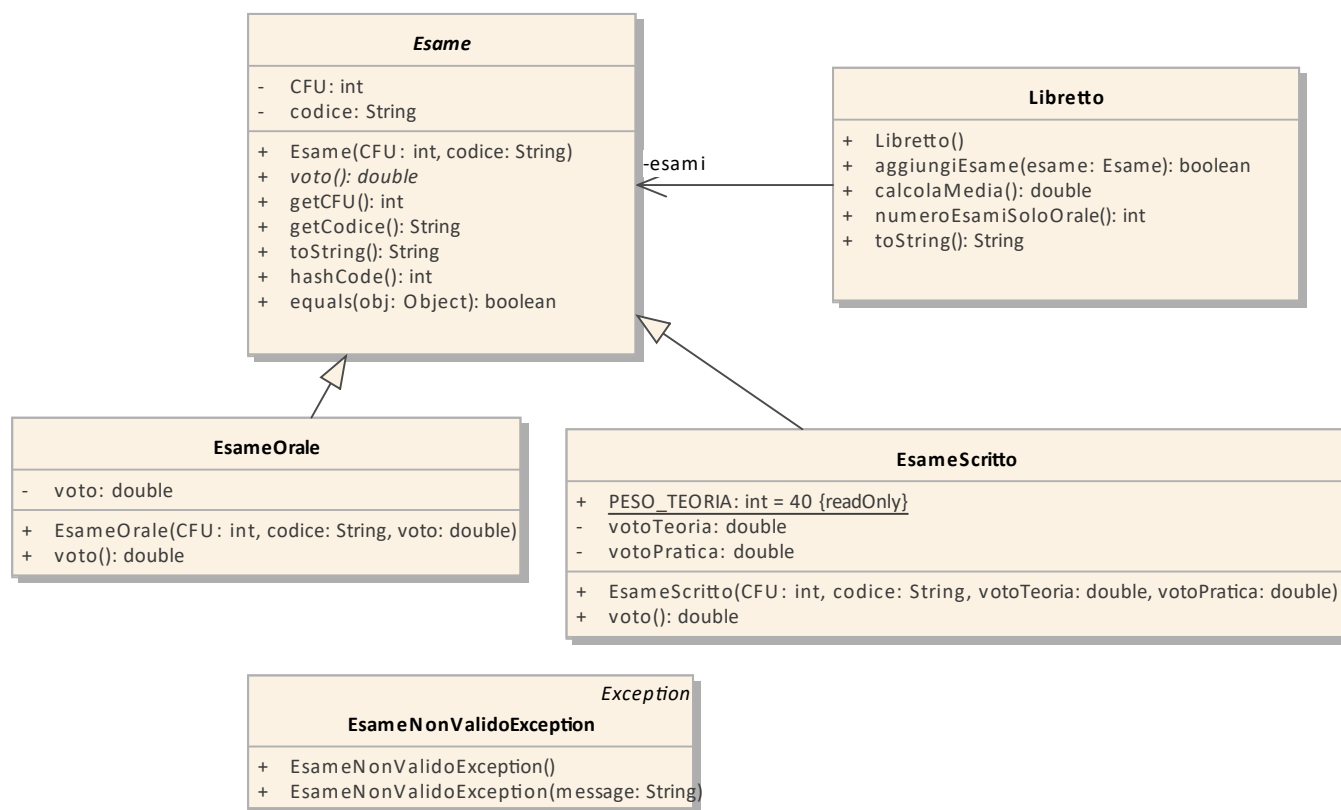 Esame
- CFU: int
- codice: String
+ Esame(CFU: int, codice: String)
+ voto(): double
+ getCFU(): int
+ getCodice(): String
+ toString(): String
+ hashCode(): int
+ equals(obj: Object): boolean
-esami
Libretto
+ Libretto()
+ aggiungiEsame(esame: Esame): boolean
+ calcolaMedia(): double
+ numeroEsamiSoloOrale(): int
+ toString(): String
EsameOrale
- voto: double
+ EsameOrale(CFU: int, codice: String, voto: double)
+ voto(): double
EsameScritto
+ PESO_TEORIA: int = 40 {readOnly}
- votoTeoria: double
- votoPratica: double
+ EsameScritto(CFU: int, codice: String, votoTeoria: double, votoPratica: double)
+ voto(): double
Exception
EsameNonValidoException
+ EsameNonValidoException()
+ EsameNonValidoException(message: String)